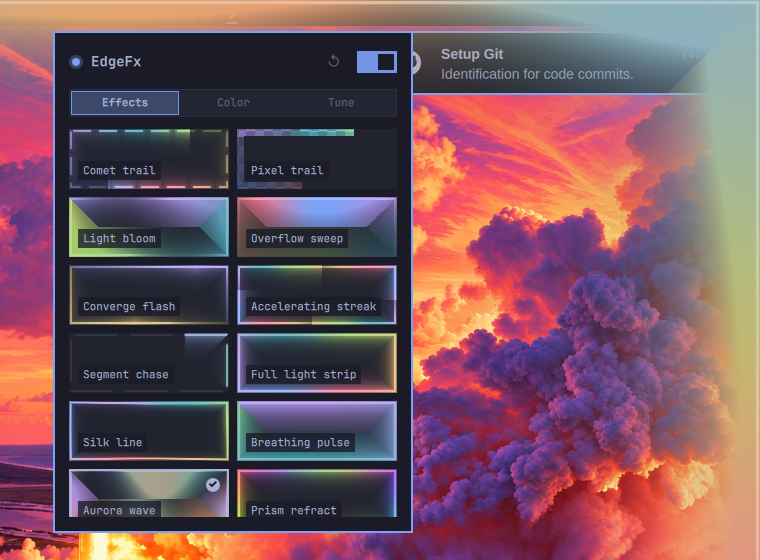 EdgeFx
Setup Git
Identification for code commits.
Effects
Color
Tune
Comet trail
Pixel trail
Light bloom
Overflow sweep
Converge flash
Accelerating streak
Segment chase
Full light strip
Silk line
Breathing pulse
Aurora wave
Prism refract